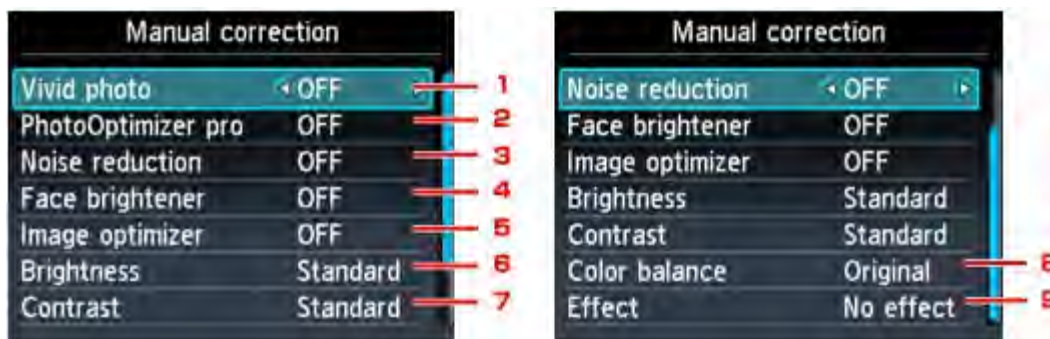 Manual correction
Vivid photo OFF 1
PhotoOptimizer pro OFF 2
Noise reduction OFF 3
Face brightener OFF 4
Image optimizer OFF 5
Brightness Standard 6
Contrast Standard 7
Manual correction
Noise reduction OFF
Face brightener OFF
Image optimizer OFF
Brightness Standard
Contrast Standard
Color balance Original 8
Effect No effect 9